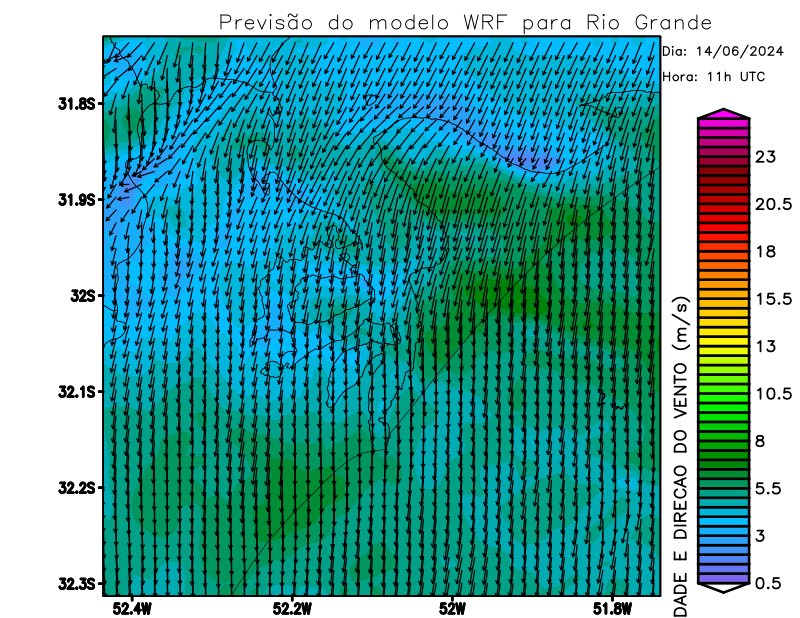 Previsão do modelo WRF para Rio Grande
Dia: 14/06/2024
Hora: 11h UTC
31.8S
31.9S
32S
32.1S
32.2S
32.3S
52.4W
52.2W
52W
51.8W
23
20.5
18
15.5
13
10.5
8
5.5
3
0.5
DADE E DIRECAO DO VENTO (m/s)